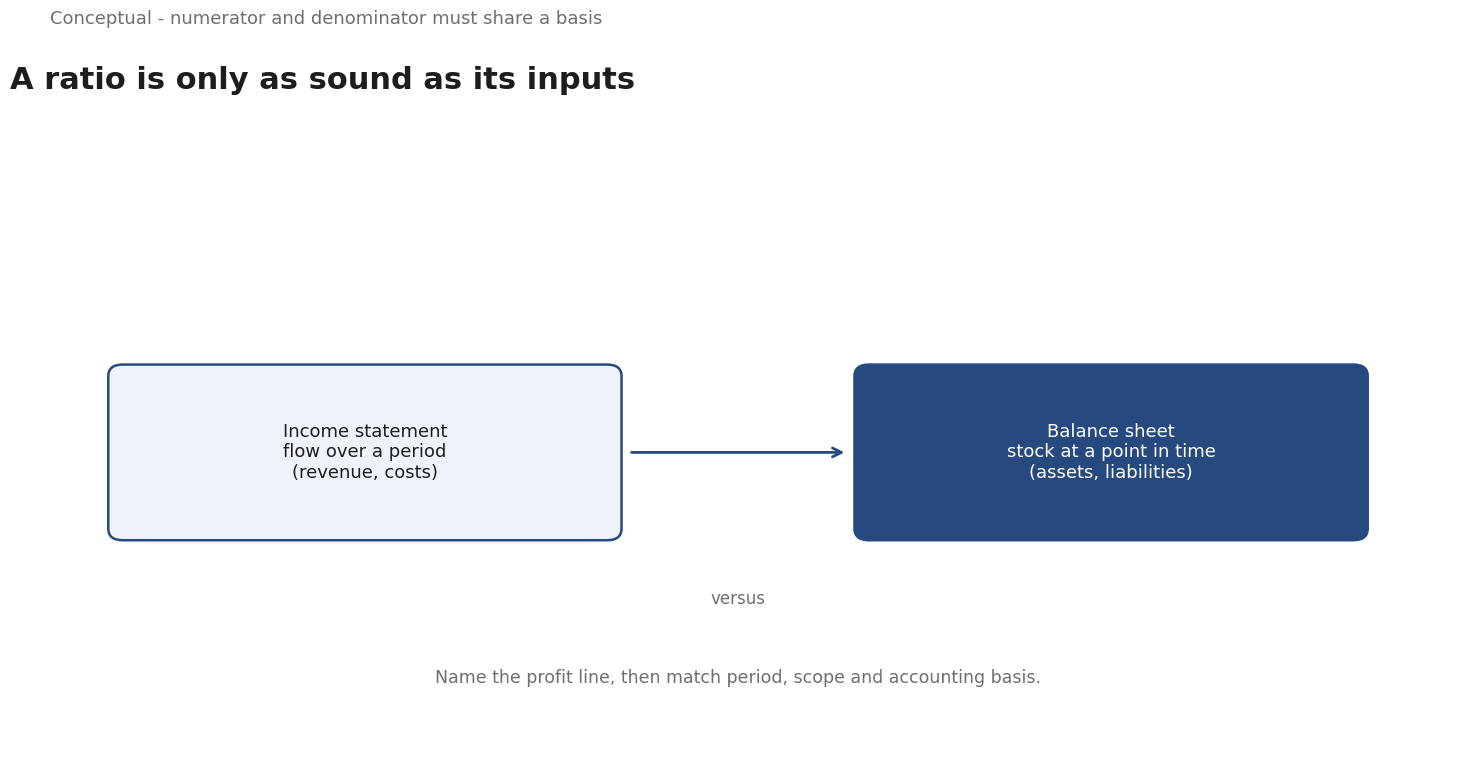 Conceptual - numerator and denominator must share a basis
A ratio is only as sound as its inputs
Income statement
flow over a period
(revenue, costs)
Balance sheet
stock at a point in time
(assets, liabilities)
versus
Name the profit line, then match period, scope and accounting basis.